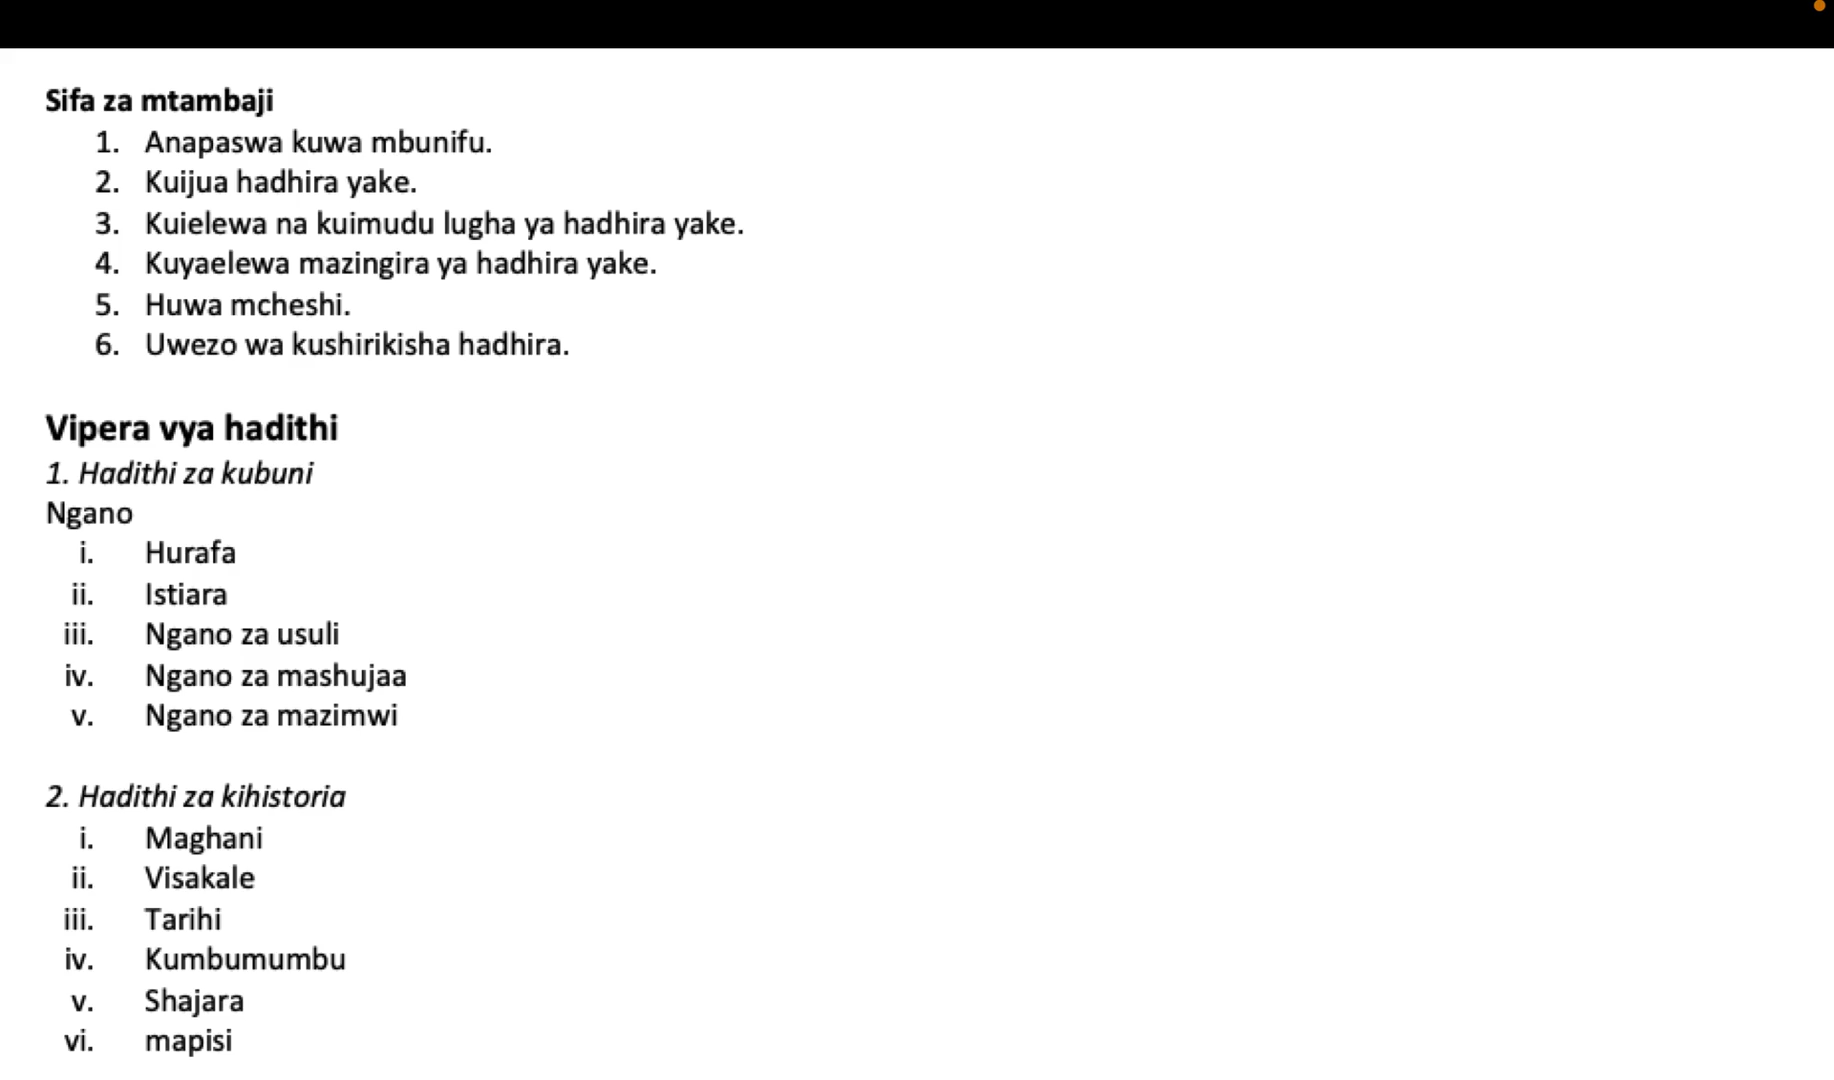 Sifa za mtambaji
1. Anapaswa kuwa mbunifu.
2. Kuijua hadhira yake.
3. Kuielewa na kuimudu lugha ya hadhira yake.
4. Kuyaelewa mazingira ya hadhira yake.
5. Huwa mcheshi.
6. Uwezo wa kushirikisha hadhira.
Vipera vya hadithi
1. Hadithi za kubuni
Ngano
i. Hurafa
ii. Istiara
iii. Ngano za usuli
iv. Ngano za mashujaa
v. Ngano za mazimwi
2. Hadithi za kihistoria
i. Maghani
ii. Visakale
iii. Tarihi
iv. Kumbumumbu
v. Shajara
vi. mapisi